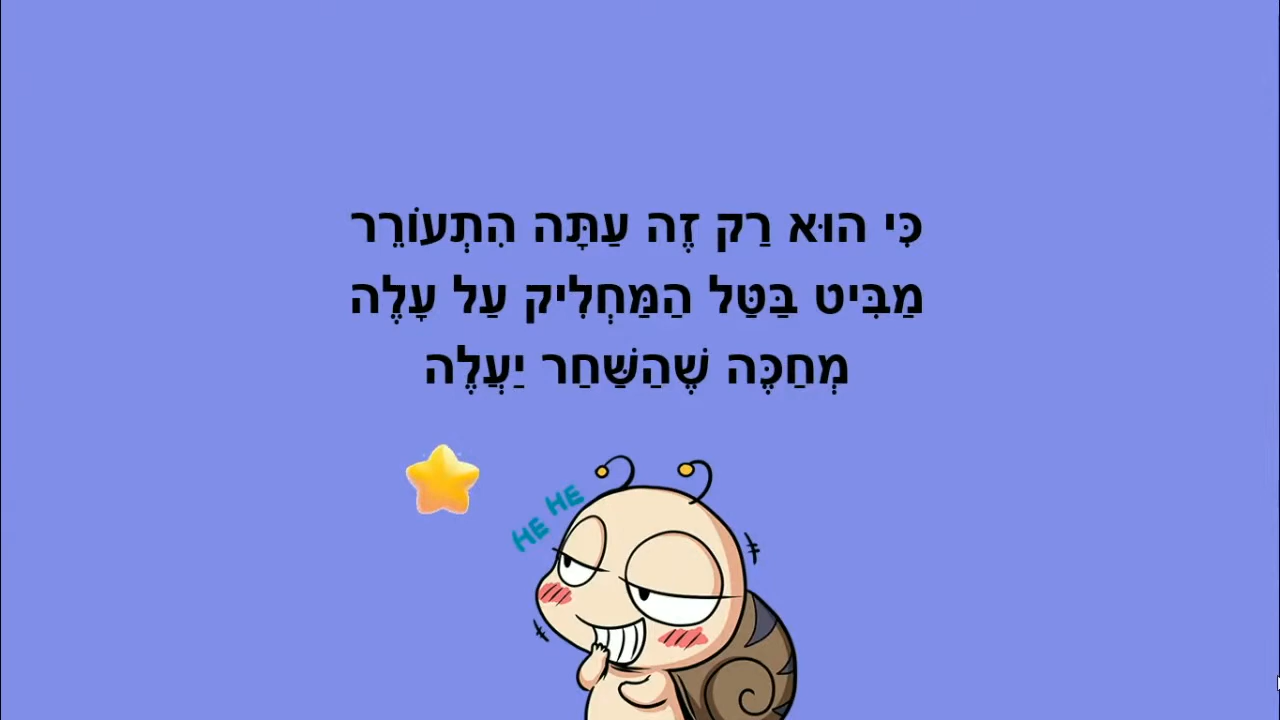 כִּי הוּא רַק זֶה עַתָּה הִתְעוֹרֵר
מַבִּיט בַּטַּל הַמַּחְלִיק עַל עָלֶה
מְחַכֶּה שֶׁהַשַּׁחַר יַעֲלֶה
HE HE